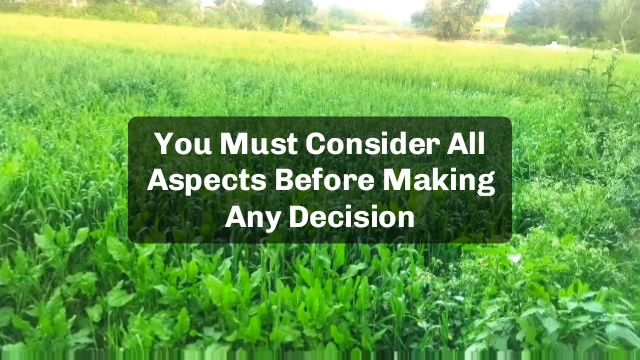 You Must Consider All
Aspects Before Making
Any Decision